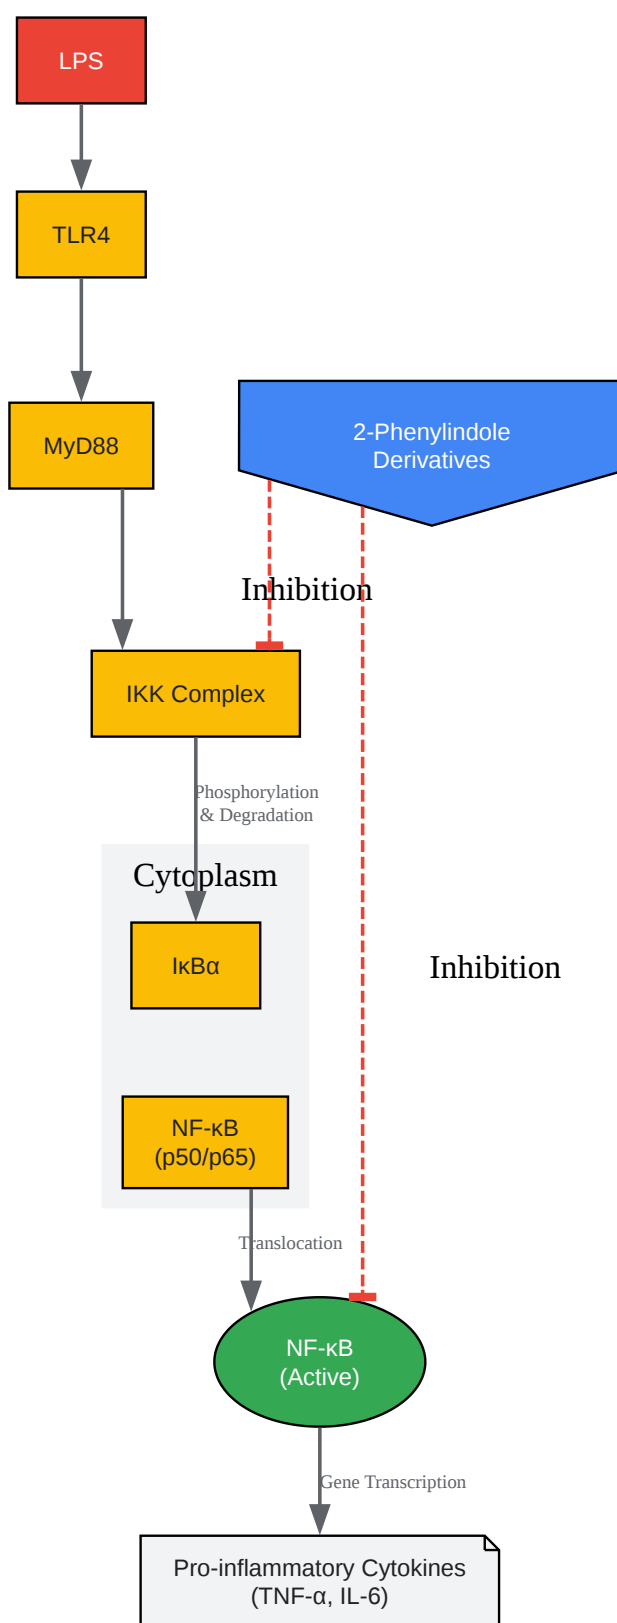 LPS
TLR4
MyD88
2-Phenylindole
Derivatives
Inhibition
IKK Complex
Phosphorylation
& Degradation
Cytoplasm
IκBα
Inhibition
NF-κB
(p50/p65)
Translocation
NF-κB
(Active)
Gene Transcription
Pro-inflammatory Cytokines
(TNF-α, IL-6)